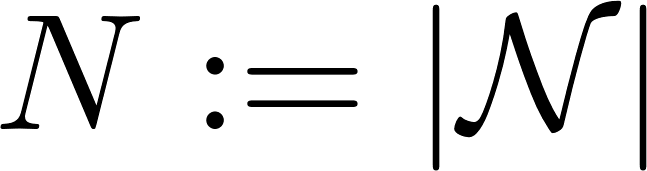 N := |𝒩|